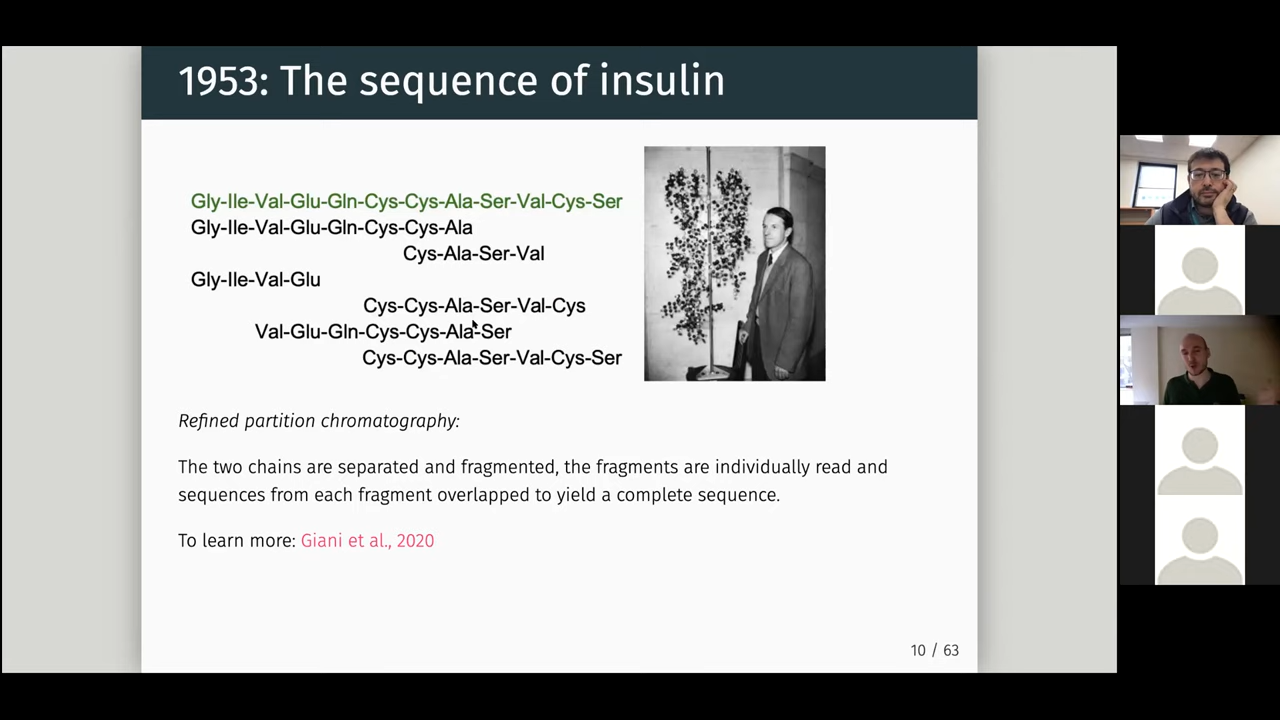 1953: The sequence of insulin
Gly-Ile-Val-Glu-Gln-Cys-Cys-Ala-Ser-Val-Cys-Ser
Gly-Ile-Val-Glu-Gln-Cys-Cys-Ala
Cys-Ala-Ser-Val
Gly-Ile-Val-Glu
Cys-Cys-Ala-Ser-Val-Cys
Val-Glu-Gln-Cys-Cys-Ala-Ser
Cys-Cys-Ala-Ser-Val-Cys-Ser
Refined partition chromatography:
The two chains are separated and fragmented, the fragments are individually read and
sequences from each fragment overlapped to yield a complete sequence.
To learn more: Giani et al., 2020
10 / 63